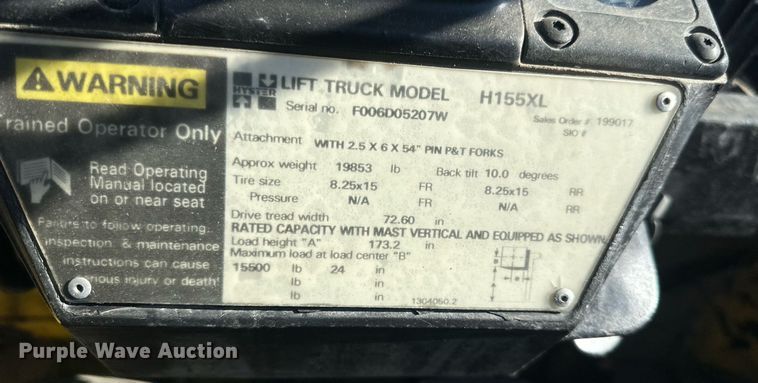 WARNING
rained Operator Only
Read Operating
Manual located
on or near seat
Failure to follow operating,
inspection & maintenance
instructions can cause
serious injury or death!
HYSTER
LIFT TRUCK MODEL H155XL
Serial no. F006D05207W
Sales Order # 199017
SIO #
Attachment WITH 2.5 X 6 X 54" PIN P&T FORKS
Approx weight 19853 lb Back tilt 10.0 degrees
Tire size 8.25x15 FR 8.25x15 RR
Pressure N/A FR N/A RR
Drive tread width 72.60 in
RATED CAPACITY WITH MAST VERTICAL AND EQUIPPED AS SHOWN
Load height "A" 173.2 in
Maximum load at load center "B"
15500 lb 24 in
lb in
lb in
1304050.2
Purple Wave Auction